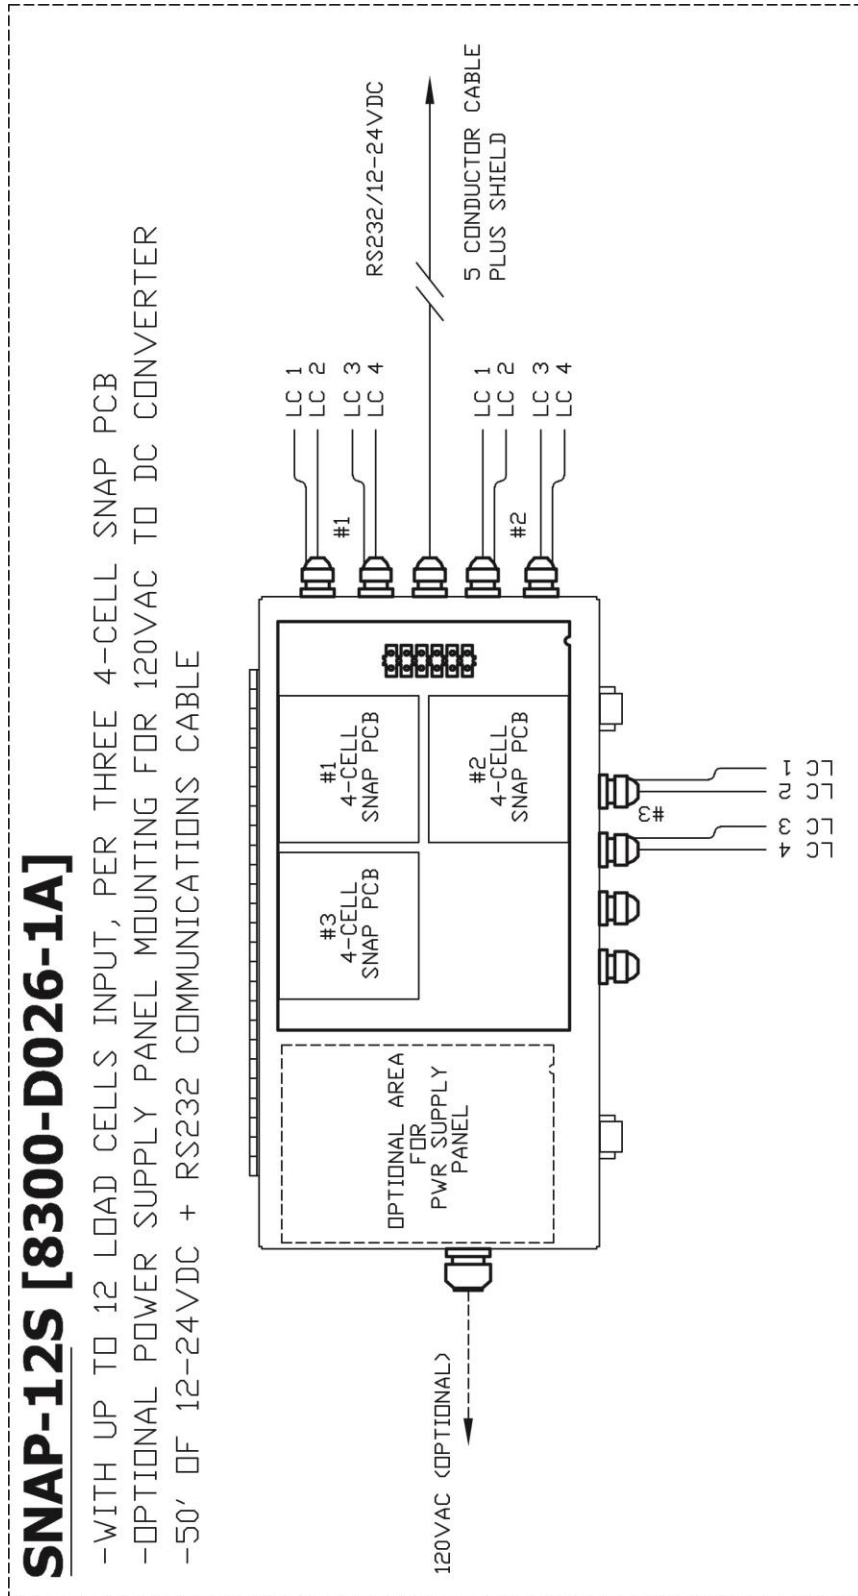 SNAP-12S [8300-D026-1A]
-WITH UP TO 12 LOAD CELLS INPUT, PER THREE 4-CELL SNAP PCB
-OPTIONAL POWER SUPPLY PANEL MOUNTING FOR 120VAC TO DC CONVERTER
-50' OF 12-24VDC + RS232 COMMUNICATIONS CABLE
LC 1
LC 2
#1
LC 3
LC 4
RS232/12-24VDC
5 CONDUCTOR CABLE
PLUS SHIELD
LC 1
LC 2
#2
LC 3
LC 4
#3
4-CELL
SNAP PCB
#1
4-CELL
SNAP PCB
#2
4-CELL
SNAP PCB
OPTIONAL AREA
FOR
PWR SUPPLY
PANEL
120VAC (OPTIONAL)
#3
LC 4
LC 3
LC 2
LC 1